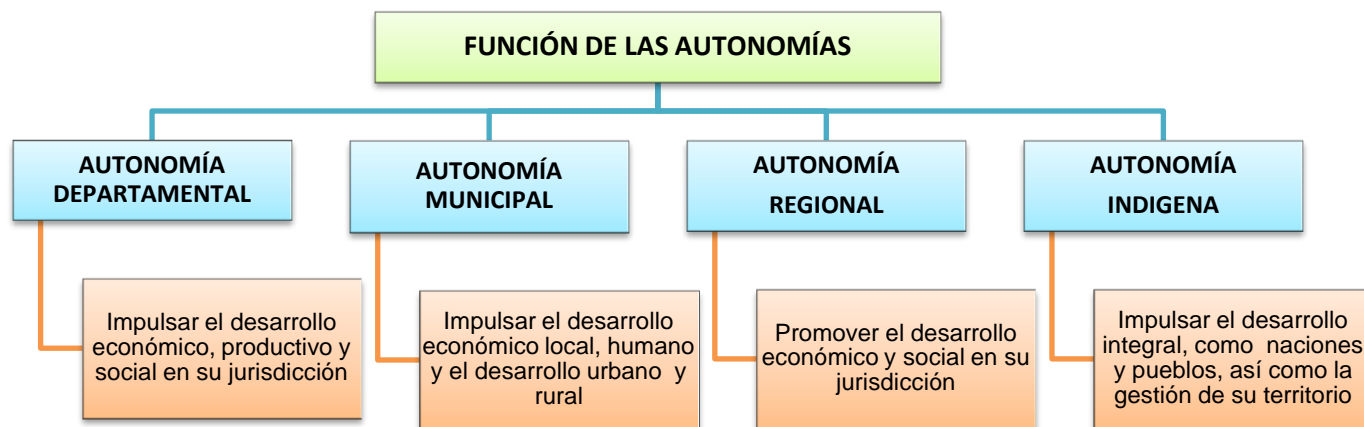 FUNCIÓN DE LAS AUTONOMÍAS
AUTONOMÍA
DEPARTAMENTAL
AUTONOMÍA
MUNICIPAL
AUTONOMÍA
REGIONAL
AUTONOMÍA
INDIGENA
Impulsar el desarrollo
económico, productivo y
social en su jurisdicción
Impulsar el desarrollo
económico local, humano
y el desarrollo urbano y
rural
Promover el desarrollo
económico y social en su
jurisdicción
Impulsar el desarrollo
integral, como naciones
y pueblos, así como la
gestión de su territorio